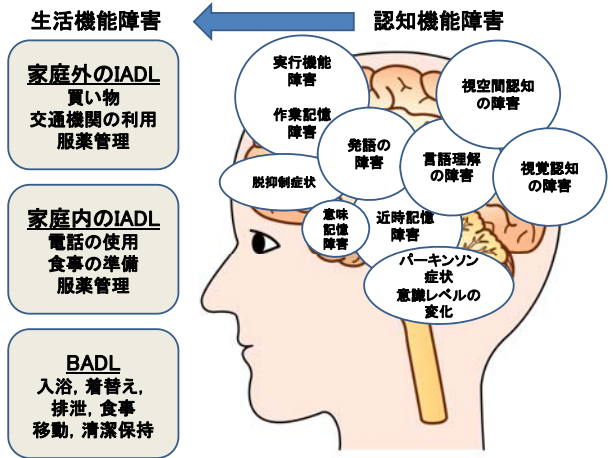 生活機能障害
認知機能障害
家庭外のIADL
買い物
交通機関の利用
服薬管理
家庭内のIADL
電話の使用
食事の準備
服薬管理
BADL
入浴，着替え，
排泄，食事
移動，清潔保持
実行機能
障害
作業記憶
障害
視空間認知
の障害
発語の
障害
言語理解
の障害
視覚認知
の障害
脱抑制症状
意味
記憶
障害
近時記憶
障害
パーキンソン
症状
意識レベルの
変化